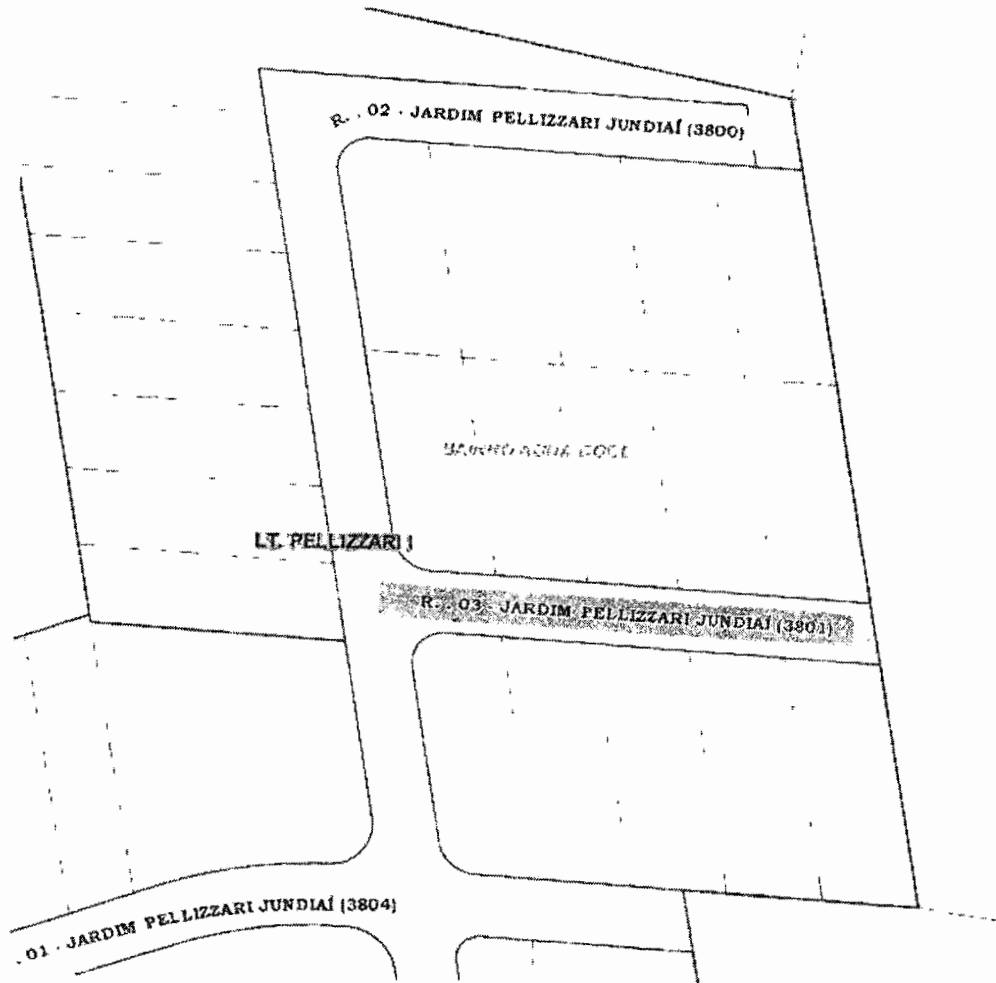 R. . 02 - JARDIM PELLIZZARI JUNDIAÍ (3800)
LT. PELLIZZARI I
R. . 03 - JARDIM PELLIZZARI JUNDIAÍ (3801)
. 01 - JARDIM PELLIZZARI JUNDIAÍ (3804)